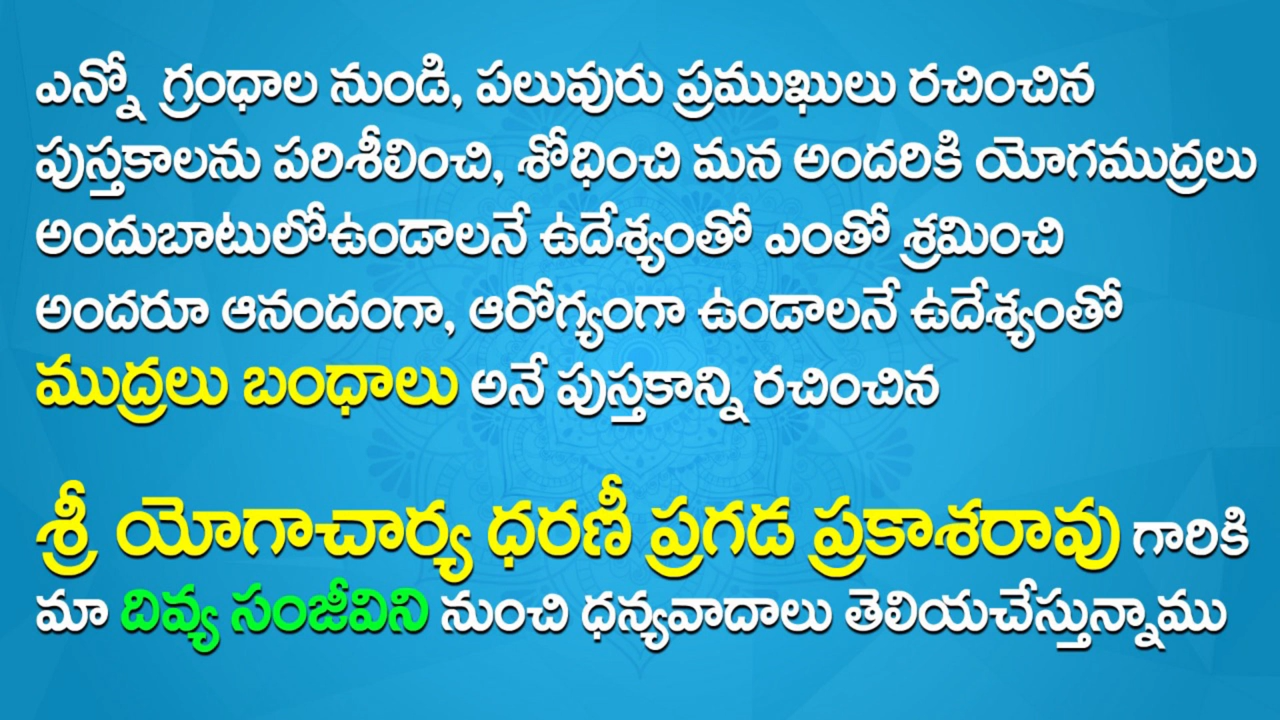 ఎన్నో గ్రంధాల నుండి, పలువురు ప్రముఖులు రచించిన
పుస్తకాలను పరిశీలించి, శోధించి మన అందరికి యోగముద్రలు
అందుబాటులోఉండాలనే ఉదేశ్యంతో ఎంతో శ్రమించి
అందరూ ఆనందంగా, ఆరోగ్యంగా ఉండాలనే ఉదేశ్యంతో
ముద్రలు బంధాలు అనే పుస్తకాన్ని రచించిన
శ్రీ యోగాచార్య ధరణీ ప్రగడ ప్రకాశరావు గారికి
మా దివ్య సంజీవిని నుంచి ధన్యవాదాలు తెలియచేస్తున్నాము